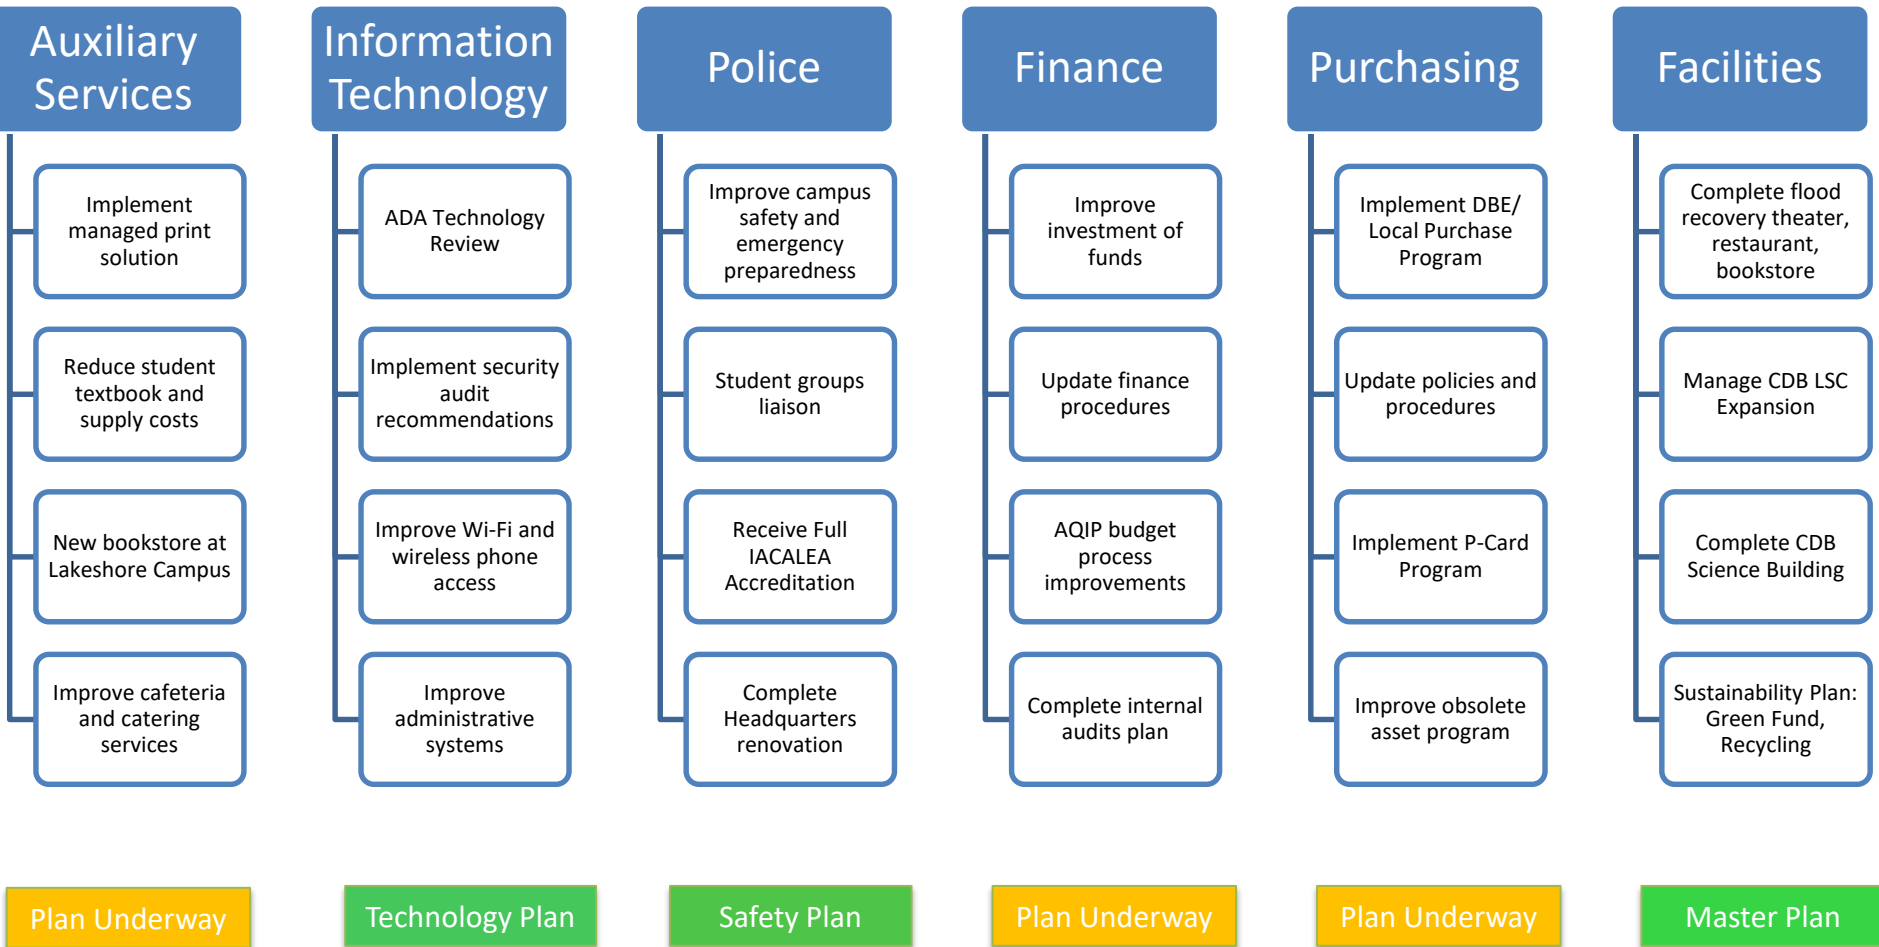 Auxiliary
Services
Implement
managed print
solution
Reduce student
textbook and
supply costs
New bookstore at
Lakeshore Campus
Improve cafeteria
and catering
services
Plan Underway
Information
Technology
ADA Technology
Review
Implement security
audit
recommendations
Improve Wi-Fi and
wireless phone
access
Improve
administrative
systems
Technology Plan
Police
Improve campus
safety and
emergency
preparedness
Student groups
liaison
Receive Full
IACALEA
Accreditation
Complete
Headquarters
renovation
Safety Plan
Finance
Improve
investment of
funds
Update finance
procedures
AQIP budget
process
improvements
Complete internal
audits plan
Plan Underway
Purchasing
Implement DBE/
Local Purchase
Program
Update policies and
procedures
Implement P-Card
Program
Improve obsolete
asset program
Plan Underway
Facilities
Complete flood
recovery theater,
restaurant,
bookstore
Manage CDB LSC
Expansion
Complete CDB
Science Building
Sustainability Plan:
Green Fund,
Recycling
Master Plan